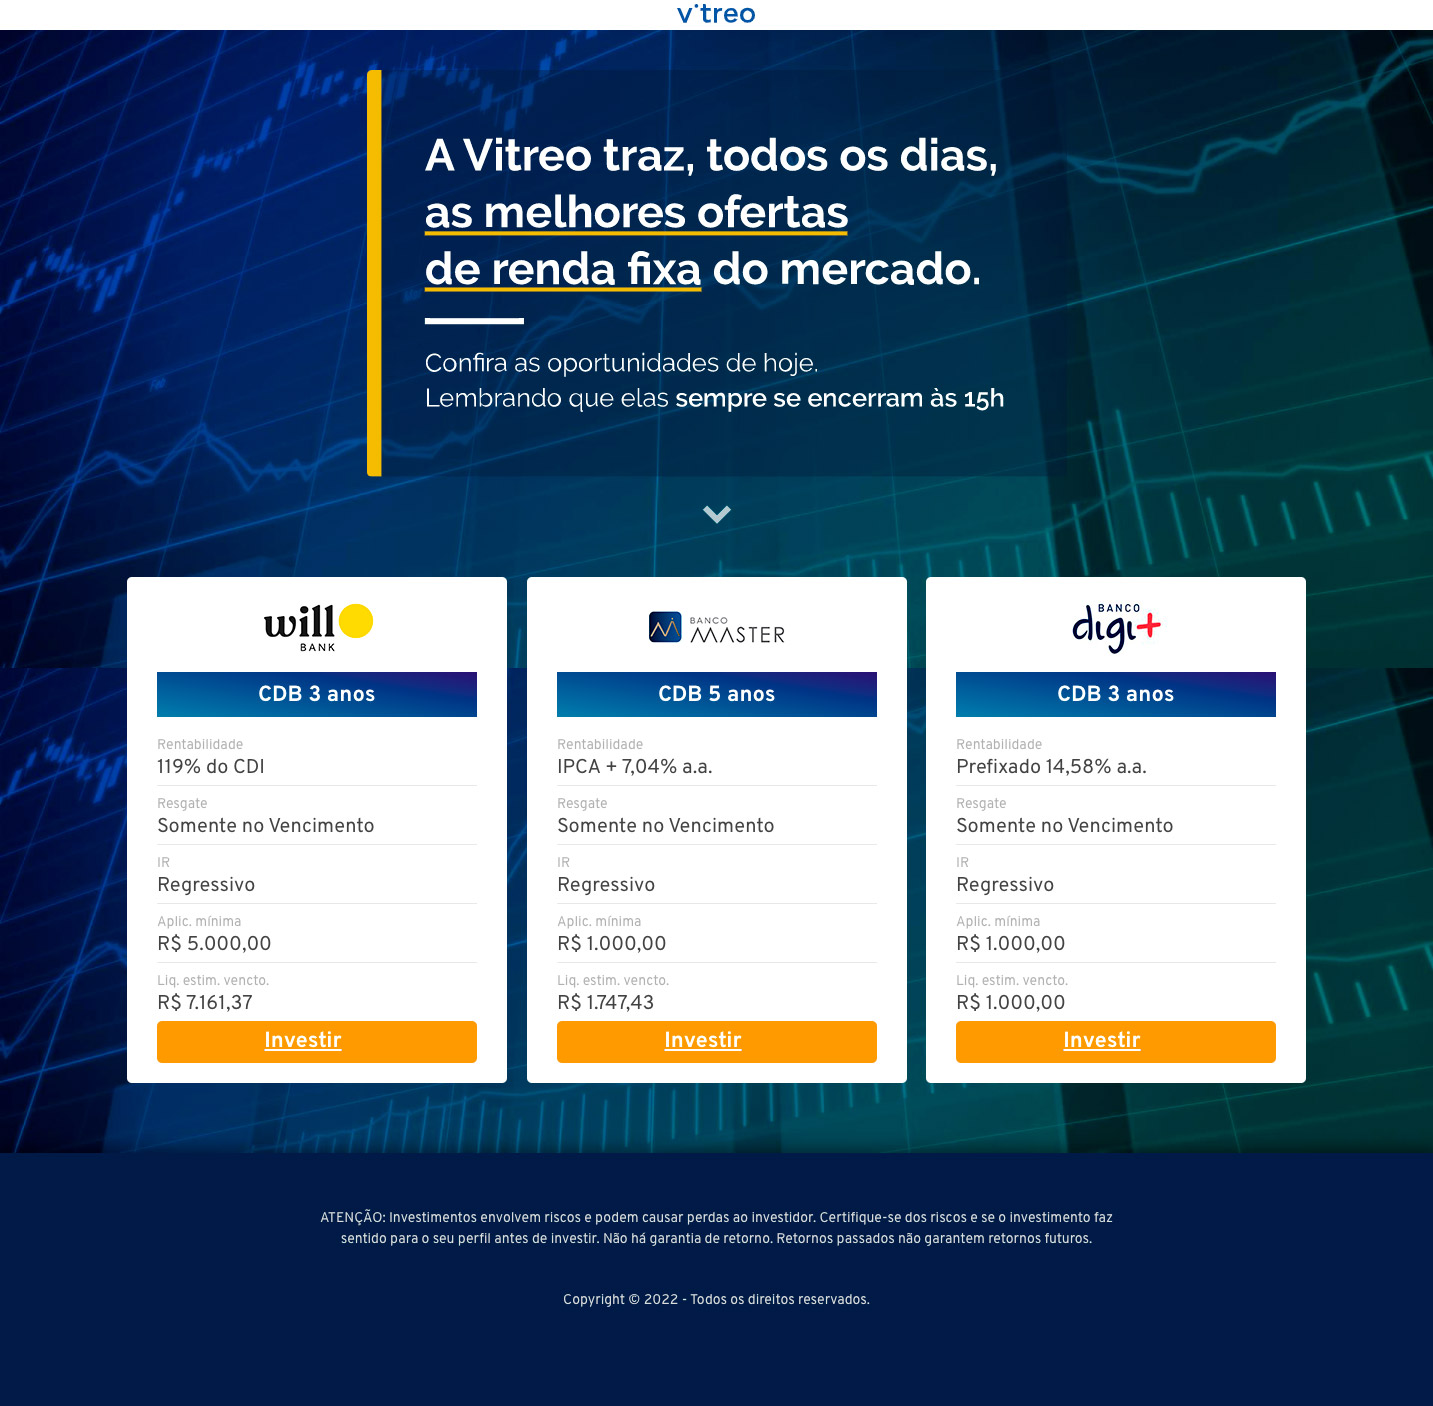 vitreo
A Vitreo traz, todos os dias,
as melhores ofertas
de renda fixa do mercado.
Confira as oportunidades de hoje.
Lembrando que elas sempre se encerram às 15h
will
BANK
CDB 3 anos
Rentabilidade
119% do CDI
Resgate
Somente no Vencimento
IR
Regressivo
Aplic. mínima
R$ 5.000,00
Liq. estim. vencto.
R$ 7.161,37
Investir
BANCO
MASTER
CDB 5 anos
Rentabilidade
IPCA + 7,04% a.a.
Resgate
Somente no Vencimento
IR
Regressivo
Aplic. mínima
R$ 1.000,00
Liq. estim. vencto.
R$ 1.747,43
Investir
BANCO
digi+
CDB 3 anos
Rentabilidade
Prefixado 14,58% a.a.
Resgate
Somente no Vencimento
IR
Regressivo
Aplic. mínima
R$ 1.000,00
Liq. estim. vencto.
R$ 1.000,00
Investir
ATENÇÃO: Investimentos envolvem riscos e podem causar perdas ao investidor. Certifique-se dos riscos e se o investimento faz
sentido para o seu perfil antes de investir. Não há garantia de retorno. Retornos passados não garantem retornos futuros.
Copyright © 2022 - Todos os direitos reservados.